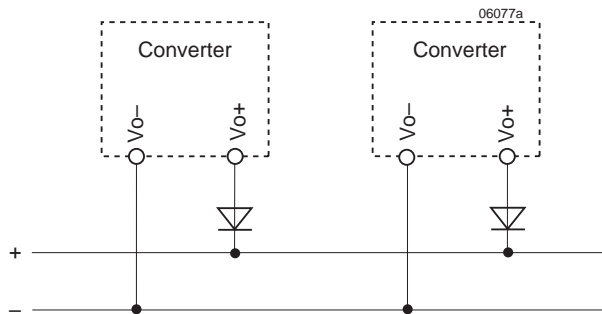 06077a
Converter
Converter
Vo–
Vo+
Vo–
Vo+
+
–